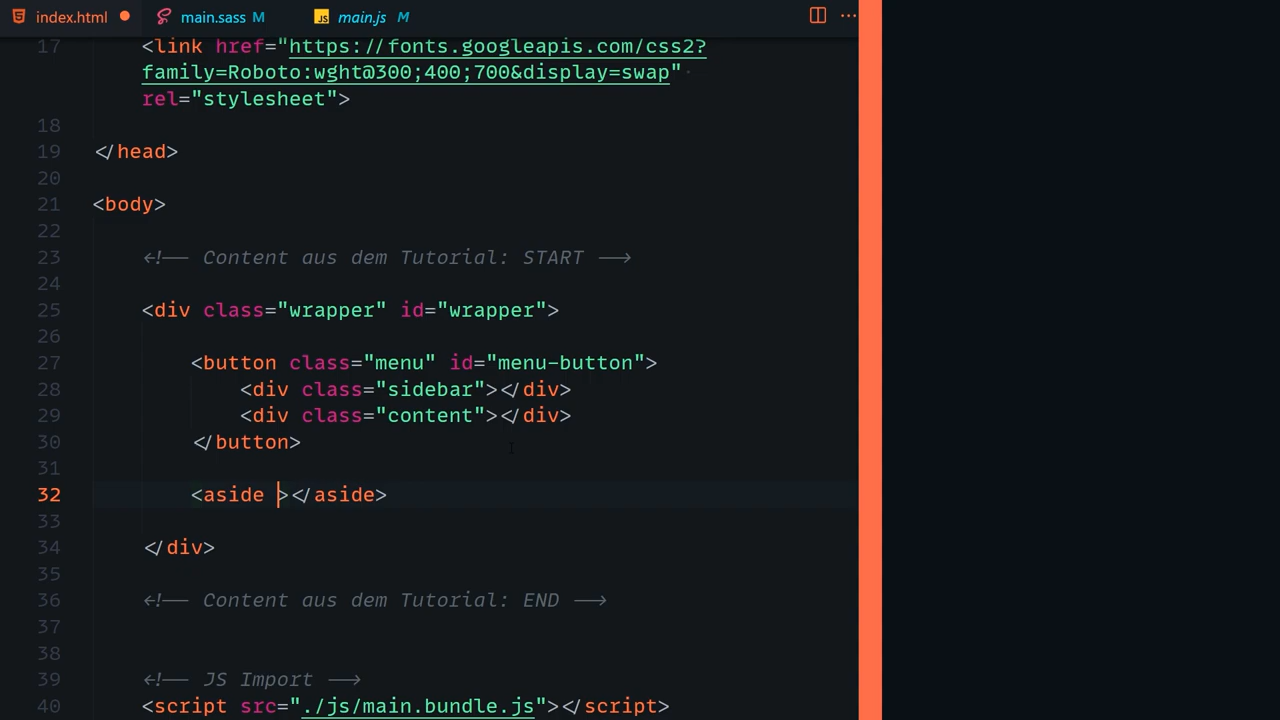 index.html main.sass M JS main.js M
17 <link href="https://fonts.googleapis.com/css2?
family=Roboto:wght@300;400;700&display=swap"
rel="stylesheet">
18
19 </head>
20
21 <body>
22
23 <!-- Content aus dem Tutorial: START -->
24
25 <div class="wrapper" id="wrapper">
26
27 <button class="menu" id="menu-button">
28 <div class="sidebar"></div>
29 <div class="content"></div>
30 </button>
31
32 <aside ></aside>
33
34 </div>
35
36 <!-- Content aus dem Tutorial: END -->
37
38
39 <!-- JS Import -->
40 <script src="./js/main.bundle.js"></script>